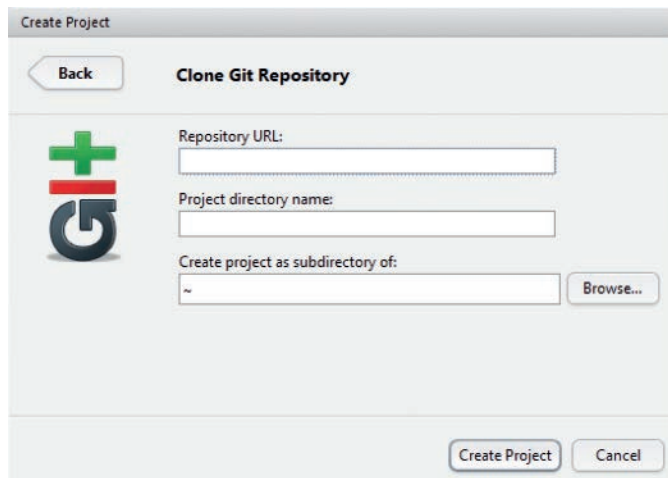 Create Project
Back
Clone Git Repository
Repository URL:
Project directory name:
Create project as subdirectory of:
~
Browse...
git
Create Project
Cancel